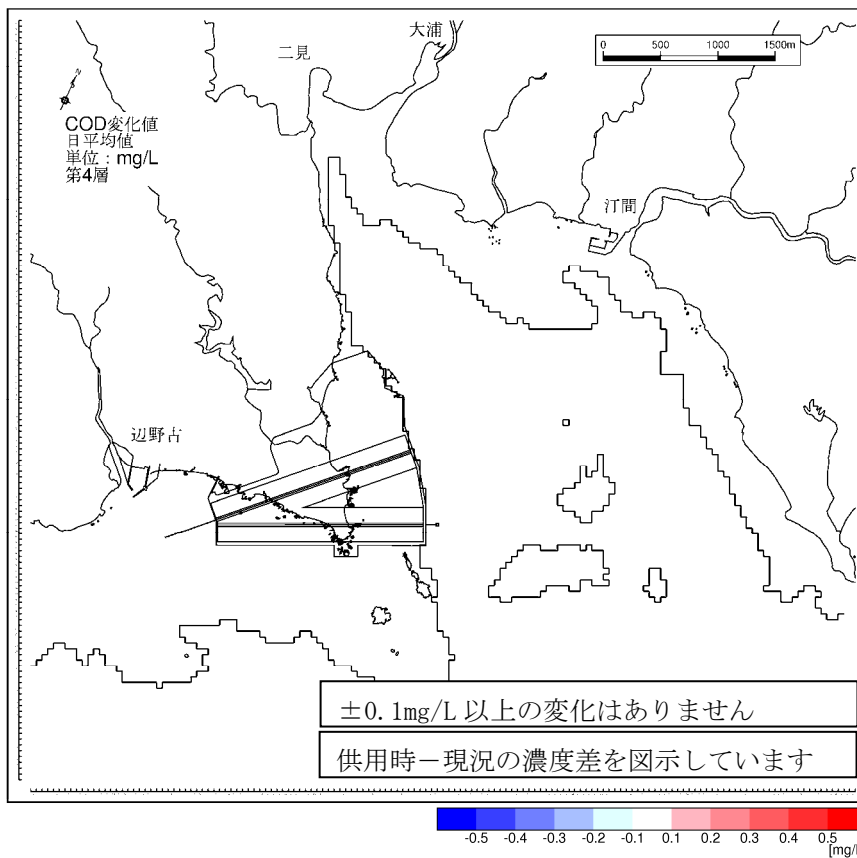 大浦
二見
0 500 1000 1500m
N
COD変化値
日平均値
単位：mg/L
第4層
汀間
辺野古
±0.1mg/L 以上の変化はありません
供用時－現況の濃度差を図示しています
-0.5 -0.4 -0.3 -0.2 -0.1 0.1 0.2 0.3 0.4 0.5
[mg/